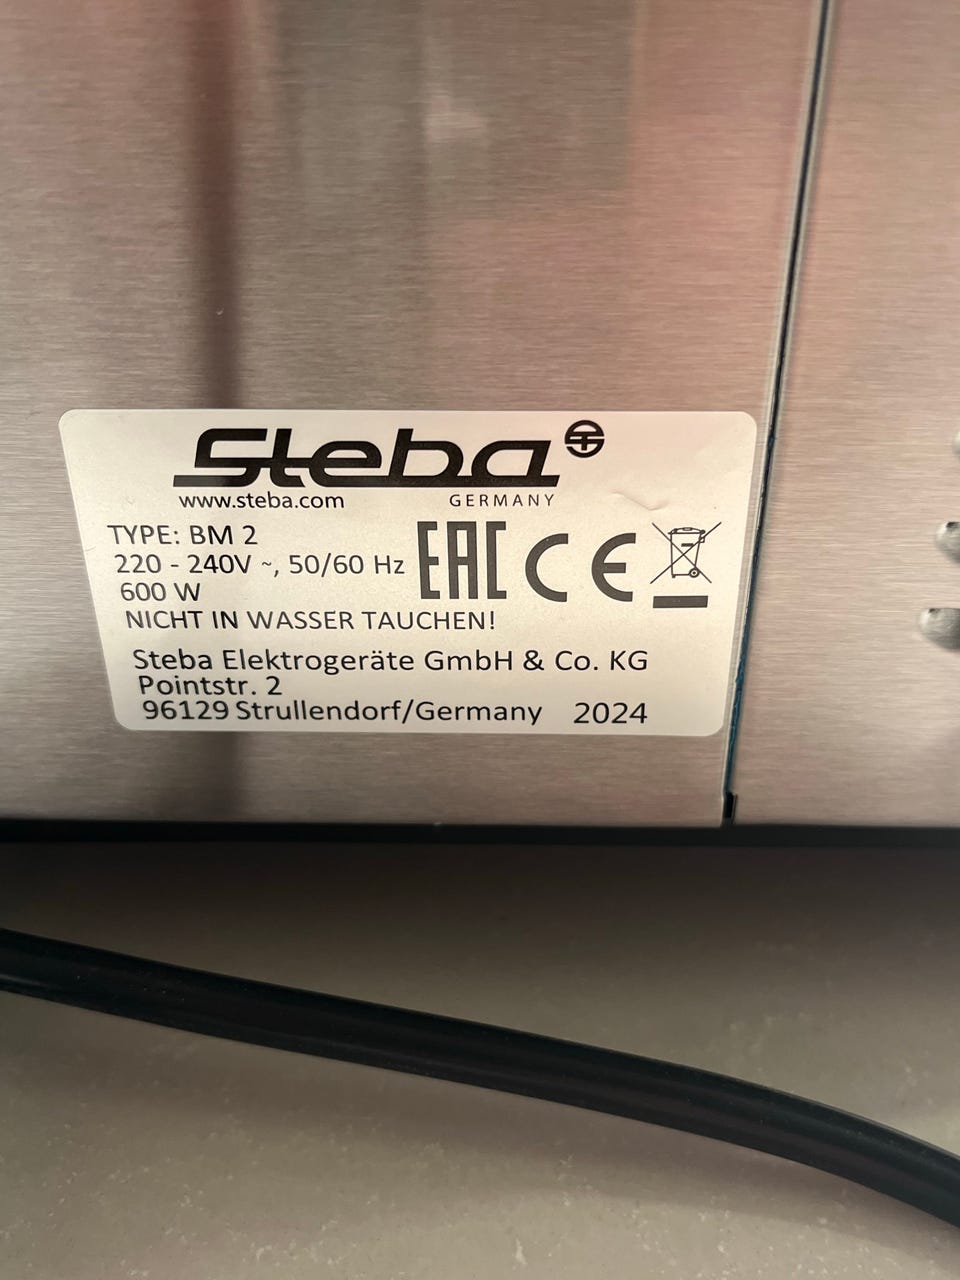 Steba
www.steba.com GERMANY
TYPE: BM 2
220 - 240V ~, 50/60 Hz
600 W
EAC CE
NICHT IN WASSER TAUCHEN!
Steba Elektrogeräte GmbH & Co. KG
Pointstr. 2
96129 Strullendorf/Germany 2024